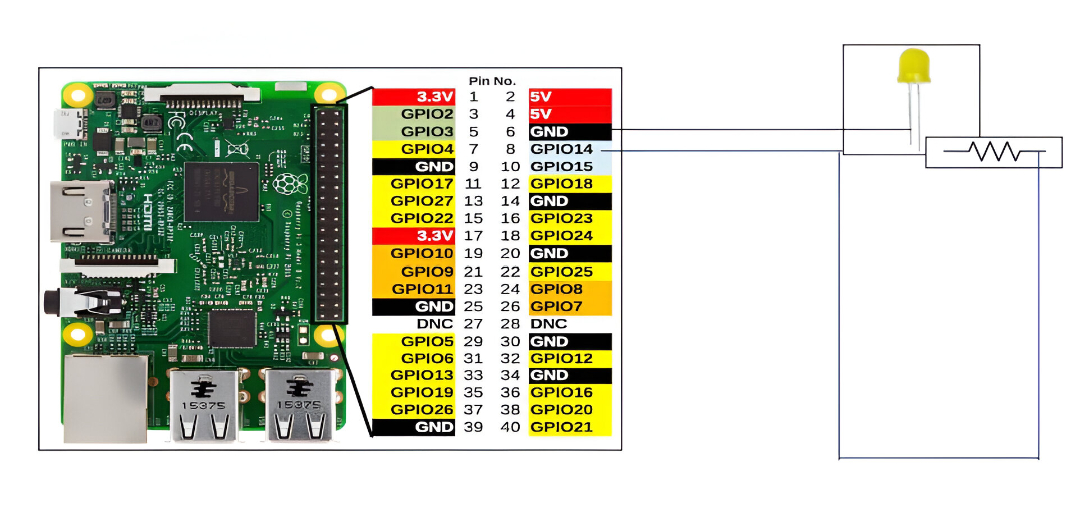 Pin No.
3.3V 1 2 5V
GPIO2 3 4 5V
GPIO3 5 6 GND
GPIO4 7 8 GPIO14
GND 9 10 GPIO15
GPIO17 11 12 GPIO18
GPIO27 13 14 GND
GPIO22 15 16 GPIO23
3.3V 17 18 GPIO24
GPIO10 19 20 GND
GPIO9 21 22 GPIO25
GPIO11 23 24 GPIO8
GND 25 26 GPIO7
DNC 27 28 DNC
GPIO5 29 30 GND
GPIO6 31 32 GPIO12
GPIO13 33 34 GND
GPIO19 35 36 GPIO16
GPIO26 37 38 GPIO20
GND 39 40 GPIO21
FCC
HDMI
15375
15375